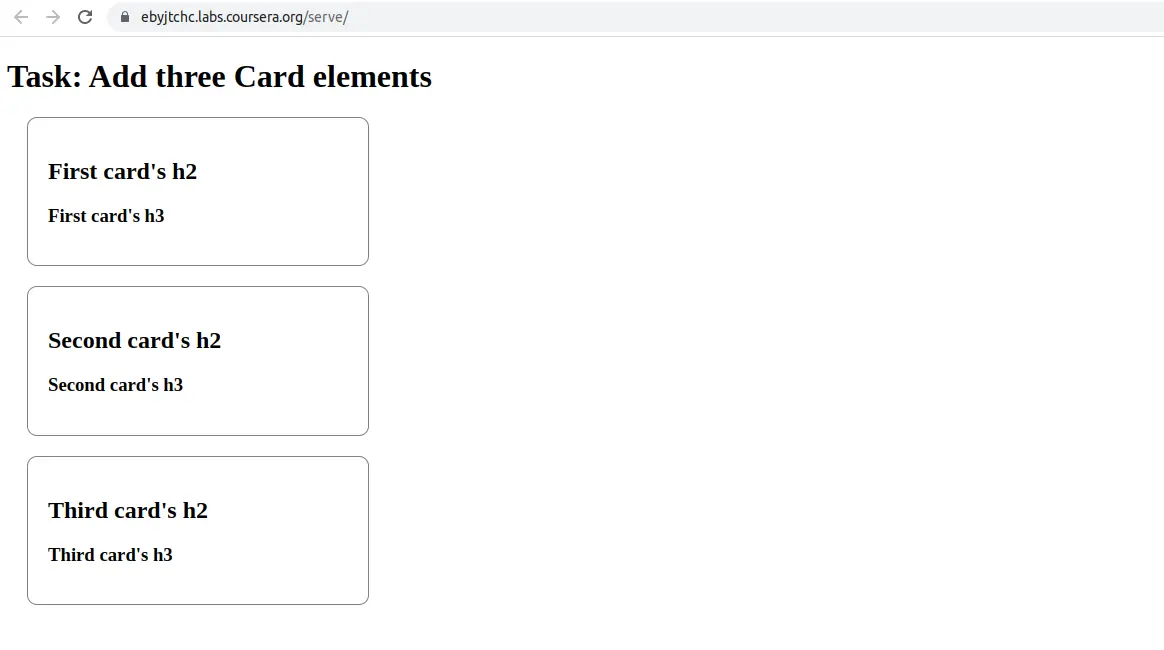 ebyjtchc.labs.coursera.org/serve/
Task: Add three Card elements
First card's h2
First card's h3
Second card's h2
Second card's h3
Third card's h2
Third card's h3